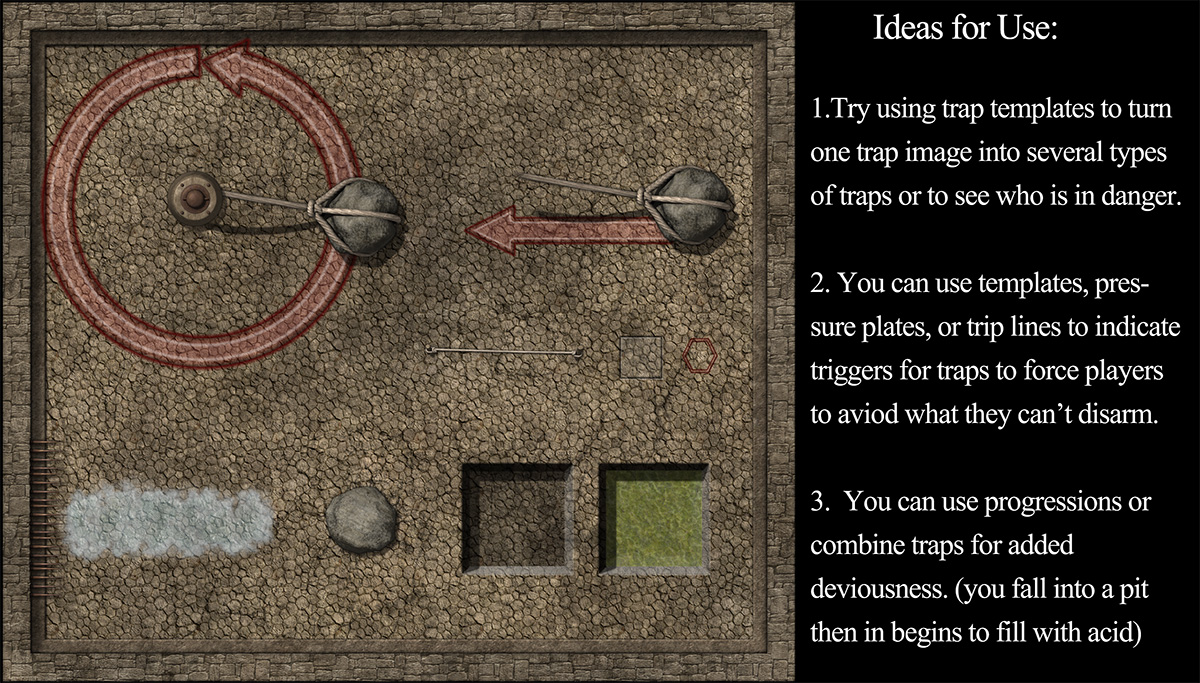 Ideas for Use:
1.Try using trap templates to turn
one trap image into several types
of traps or to see who is in danger.
2. You can use templates, pres-
sure plates, or trip lines to indicate
triggers for traps to force players
to aviod what they can’t disarm.
3.  You can use progressions or
combine traps for added
deviousness. (you fall into a pit
then in begins to fill with acid)